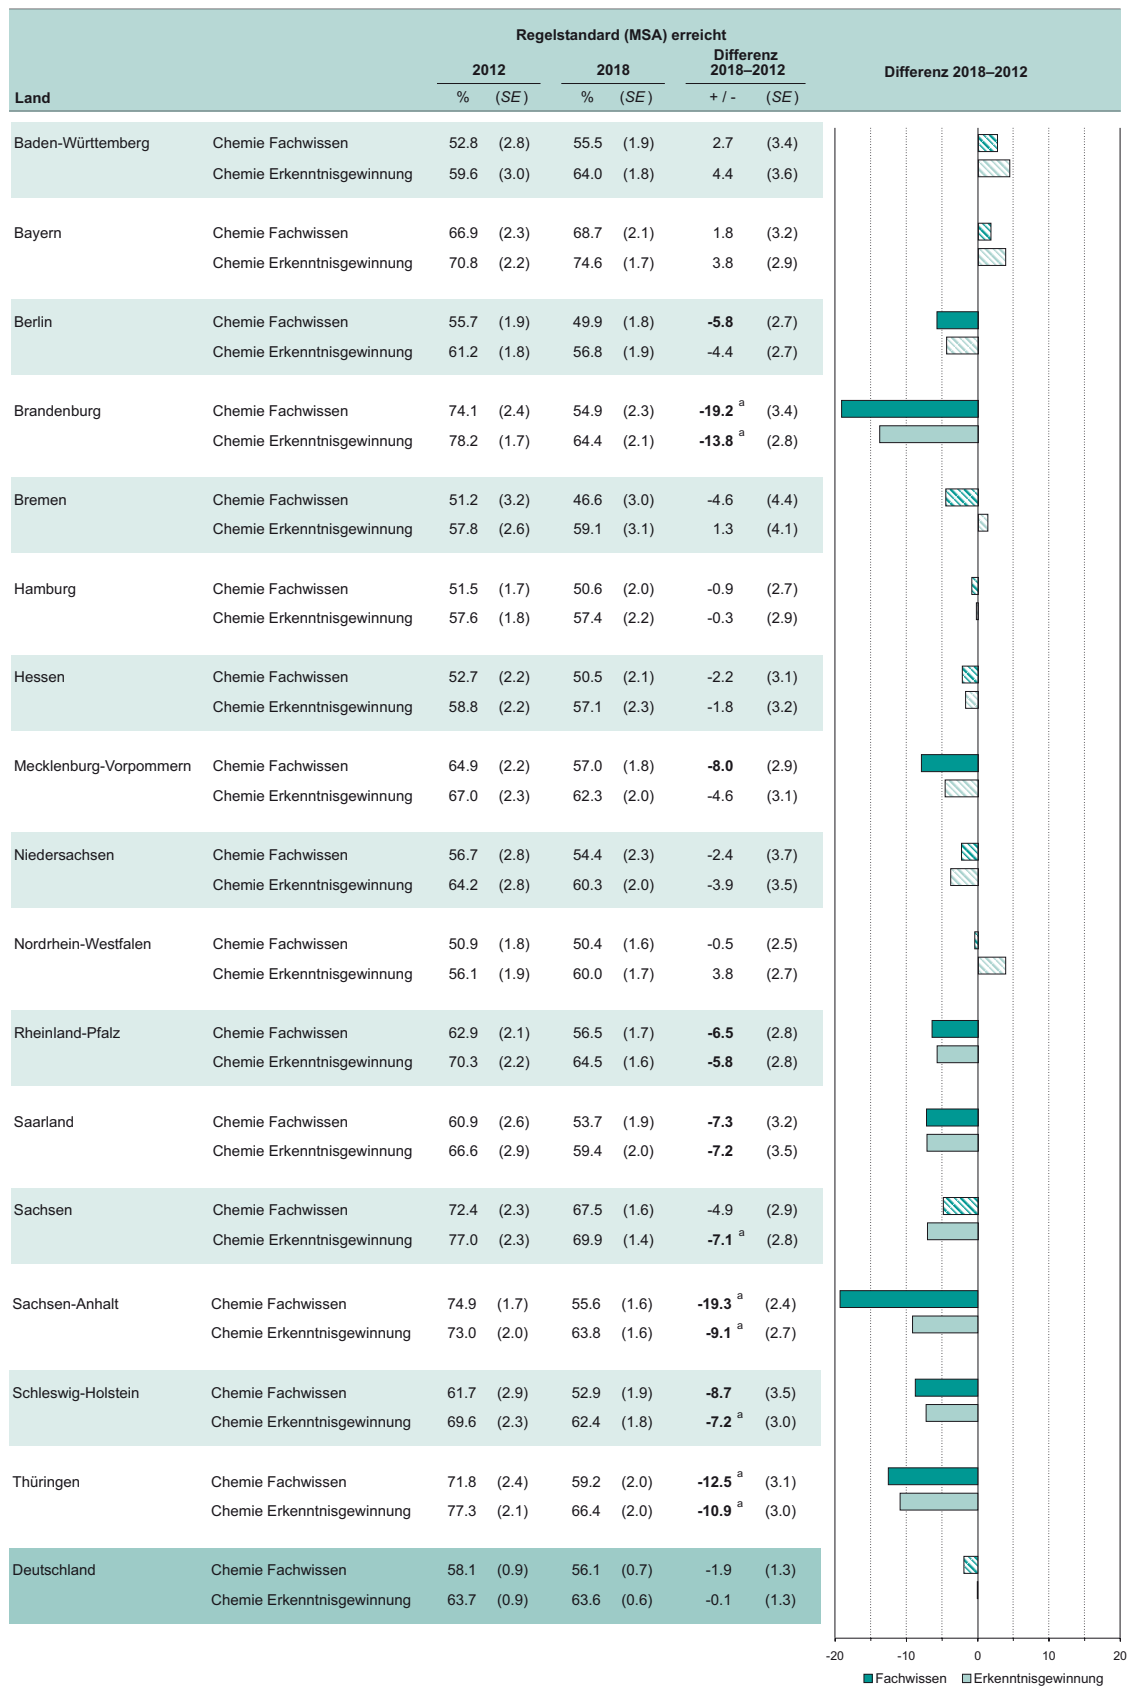 Regelstandard (MSA) erreicht
2012 2018 Differenz 2018–2012 Differenz 2018–2012
Land % (SE) % (SE) + / - (SE)
Baden-Württemberg Chemie Fachwissen 52.8 (2.8) 55.5 (1.9) 2.7 (3.4)
Chemie Erkenntnisgewinnung 59.6 (3.0) 64.0 (1.8) 4.4 (3.6)
Bayern Chemie Fachwissen 66.9 (2.3) 68.7 (2.1) 1.8 (3.2)
Chemie Erkenntnisgewinnung 70.8 (2.2) 74.6 (1.7) 3.8 (2.9)
Berlin Chemie Fachwissen 55.7 (1.9) 49.9 (1.8) -5.8 (2.7)
Chemie Erkenntnisgewinnung 61.2 (1.8) 56.8 (1.9) -4.4 (2.7)
Brandenburg Chemie Fachwissen 74.1 (2.4) 54.9 (2.3) -19.2 a (3.4)
Chemie Erkenntnisgewinnung 78.2 (1.7) 64.4 (2.1) -13.8 a (2.8)
Bremen Chemie Fachwissen 51.2 (3.2) 46.6 (3.0) -4.6 (4.4)
Chemie Erkenntnisgewinnung 57.8 (2.6) 59.1 (3.1) 1.3 (4.1)
Hamburg Chemie Fachwissen 51.5 (1.7) 50.6 (2.0) -0.9 (2.7)
Chemie Erkenntnisgewinnung 57.6 (1.8) 57.4 (2.2) -0.3 (2.9)
Hessen Chemie Fachwissen 52.7 (2.2) 50.5 (2.1) -2.2 (3.1)
Chemie Erkenntnisgewinnung 58.8 (2.2) 57.1 (2.3) -1.8 (3.2)
Mecklenburg-Vorpommern Chemie Fachwissen 64.9 (2.2) 57.0 (1.8) -8.0 (2.9)
Chemie Erkenntnisgewinnung 67.0 (2.3) 62.3 (2.0) -4.6 (3.1)
Niedersachsen Chemie Fachwissen 56.7 (2.8) 54.4 (2.3) -2.4 (3.7)
Chemie Erkenntnisgewinnung 64.2 (2.8) 60.3 (2.0) -3.9 (3.5)
Nordrhein-Westfalen Chemie Fachwissen 50.9 (1.8) 50.4 (1.6) -0.5 (2.5)
Chemie Erkenntnisgewinnung 56.1 (1.9) 60.0 (1.7) 3.8 (2.7)
Rheinland-Pfalz Chemie Fachwissen 62.9 (2.1) 56.5 (1.7) -6.5 (2.8)
Chemie Erkenntnisgewinnung 70.3 (2.2) 64.5 (1.6) -5.8 (2.8)
Saarland Chemie Fachwissen 60.9 (2.6) 53.7 (1.9) -7.3 (3.2)
Chemie Erkenntnisgewinnung 66.6 (2.9) 59.4 (2.0) -7.2 (3.5)
Sachsen Chemie Fachwissen 72.4 (2.3) 67.5 (1.6) -4.9 (2.9)
Chemie Erkenntnisgewinnung 77.0 (2.3) 69.9 (1.4) -7.1 a (2.8)
Sachsen-Anhalt Chemie Fachwissen 74.9 (1.7) 55.6 (1.6) -19.3 a (2.4)
Chemie Erkenntnisgewinnung 73.0 (2.0) 63.8 (1.6) -9.1 a (2.7)
Schleswig-Holstein Chemie Fachwissen 61.7 (2.9) 52.9 (1.9) -8.7 (3.5)
Chemie Erkenntnisgewinnung 69.6 (2.3) 62.4 (1.8) -7.2 a (3.0)
Thüringen Chemie Fachwissen 71.8 (2.4) 59.2 (2.0) -12.5 a (3.1)
Chemie Erkenntnisgewinnung 77.3 (2.1) 66.4 (2.0) -10.9 a (3.0)
Deutschland Chemie Fachwissen 58.1 (0.9) 56.1 (0.7) -1.9 (1.3)
Chemie Erkenntnisgewinnung 63.7 (0.9) 63.6 (0.6) -0.1 (1.3)
-20 -10 0 10 20
Fachwissen Erkenntnisgewinnung